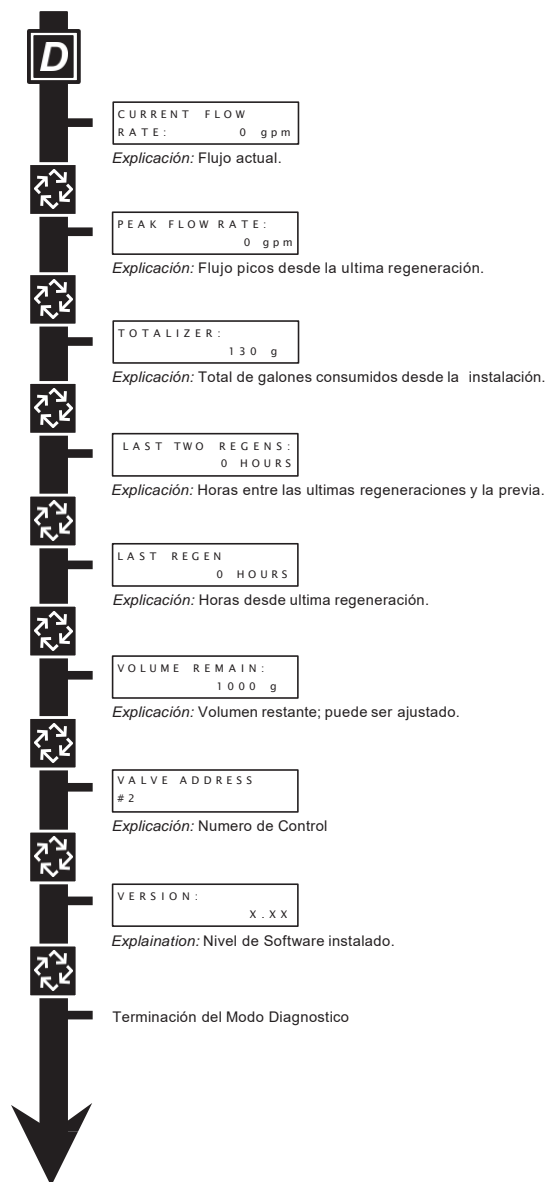 D
CURRENT FLOW
RATE: 0 gpm
Explicación: Flujo actual.
PEAK FLOW RATE:
0 gpm
Explicación: Flujo picos desde la ultima regeneración.
TOTALIZER:
130 g
Explicación: Total de galones consumidos desde la instalación.
LAST TWO REGENS:
0 HOURS
Explicación: Horas entre las ultimas regeneraciones y la previa.
LAST REGEN
0 HOURS
Explicación: Horas desde ultima regeneración.
VOLUME REMAIN:
1000 g
Explicación: Volumen restante; puede ser ajustado.
VALVE ADDRESS
#2
Explicación: Numero de Control
VERSION:
X.XX
Explaination: Nivel de Software instalado.
Terminación del Modo Diagnostico